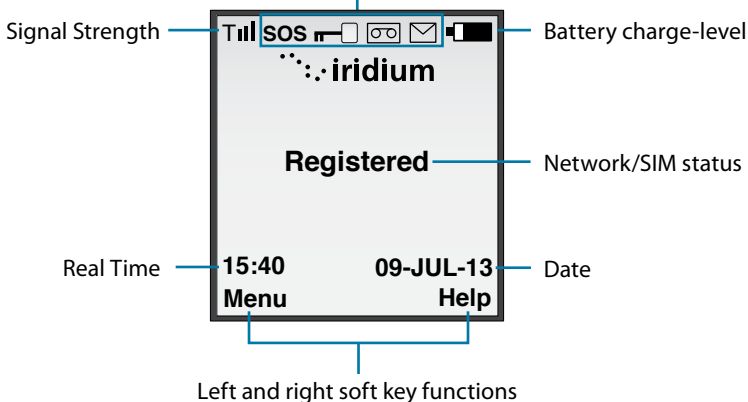 Signal Strength SOS Battery charge-level
iridium
Registered Network/SIM status
Real Time 15:40 09-JUL-13 Date
Menu Help
Left and right soft key functions